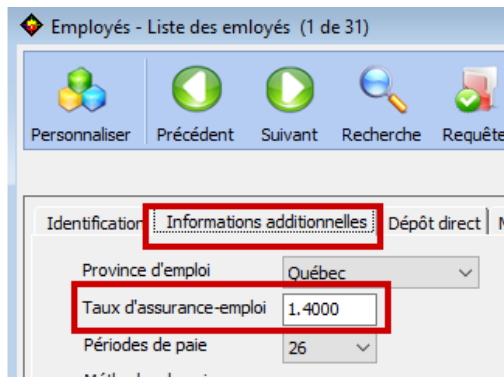 Employés - Liste des emloyés (1 de 31)
Personnaliser Précédent Suivant Recherche Requête
Identification Informations additionnelles Dépôt direct
Province d'emploi Québec
Taux d'assurance-emploi 1.4000
Périodes de paie 26